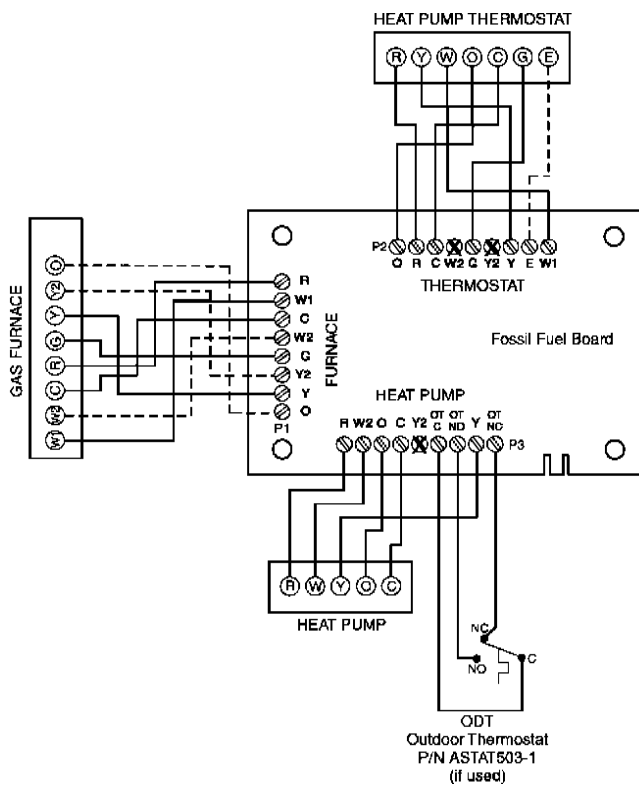 HEAT PUMP THERMOSTAT
R Y W O C G E
P2 O R C W2 G Y2 Y E W1
THERMOSTAT
Fossil Fuel Board
GAS FURNACE
O
Y2
Y
G
R
C
W2
W1
R
W1
C
W2
G
Y2
Y
O
P1
FURNACE
HEAT PUMP
R W2 O C Y2 OT C OT NO Y OT NC P3
R W Y O C
HEAT PUMP
NC
NO
C
ODT
Outdoor Thermostat
P/N ASTAT503-1
(if used)